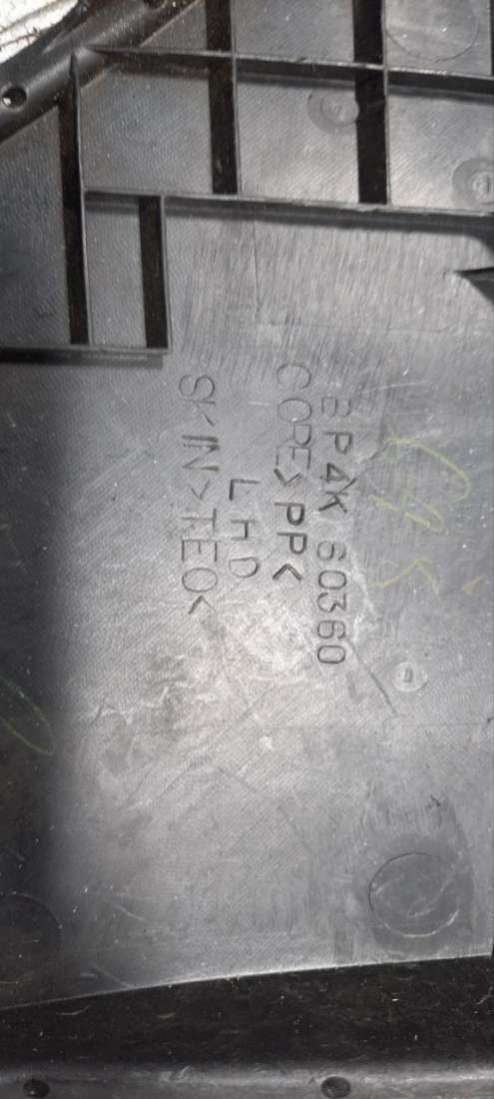 BP4K 60360
CORE>PP<
LHD
SKIN>TEO<